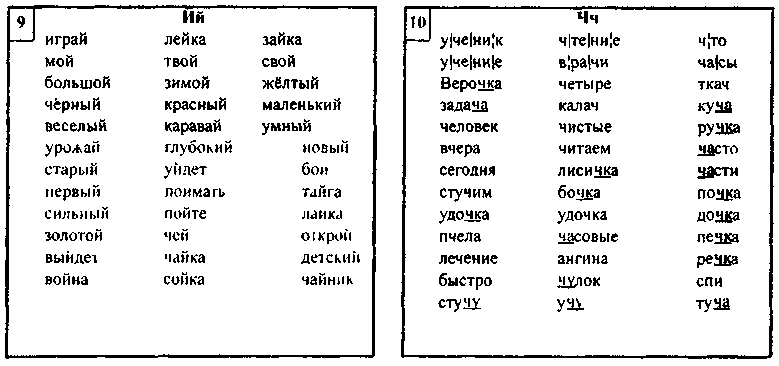 9 Ий
играй лейка зайка
мой твой свой
большой зимой жёлтый
чёрный красный маленький
веселый каравай умный
урожай глубокий новый
старый уйдет бой
первый поймать тайга
сильный пойте лайка
золотой чей открой
выйдет чайка детский
война сойка чайник
10 Чч
у|че|ни|к ч|те|ни|е ч|то
у|че|ни|е в|ра|чи ча|сы
Верочка четыре ткач
задача калач куча
человек чистые ручка
вчера читаем часто
сегодня лисичка части
стучим бочка почка
удочка удочка дочка
пчела часовые печка
лечение ангина речка
быстро чулок спи
стучу учу туча